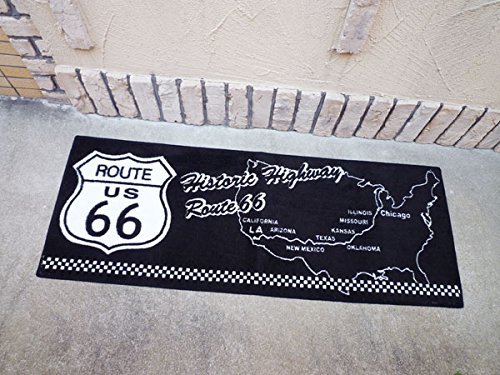 ROUTE
US
66
Historic Highway
Route 66
ILLINOIS Chicago
CALIFORNIA MISSOURI
LA ARIZONA KANSAS
TEXAS
NEW MEXICO OKLAHOMA